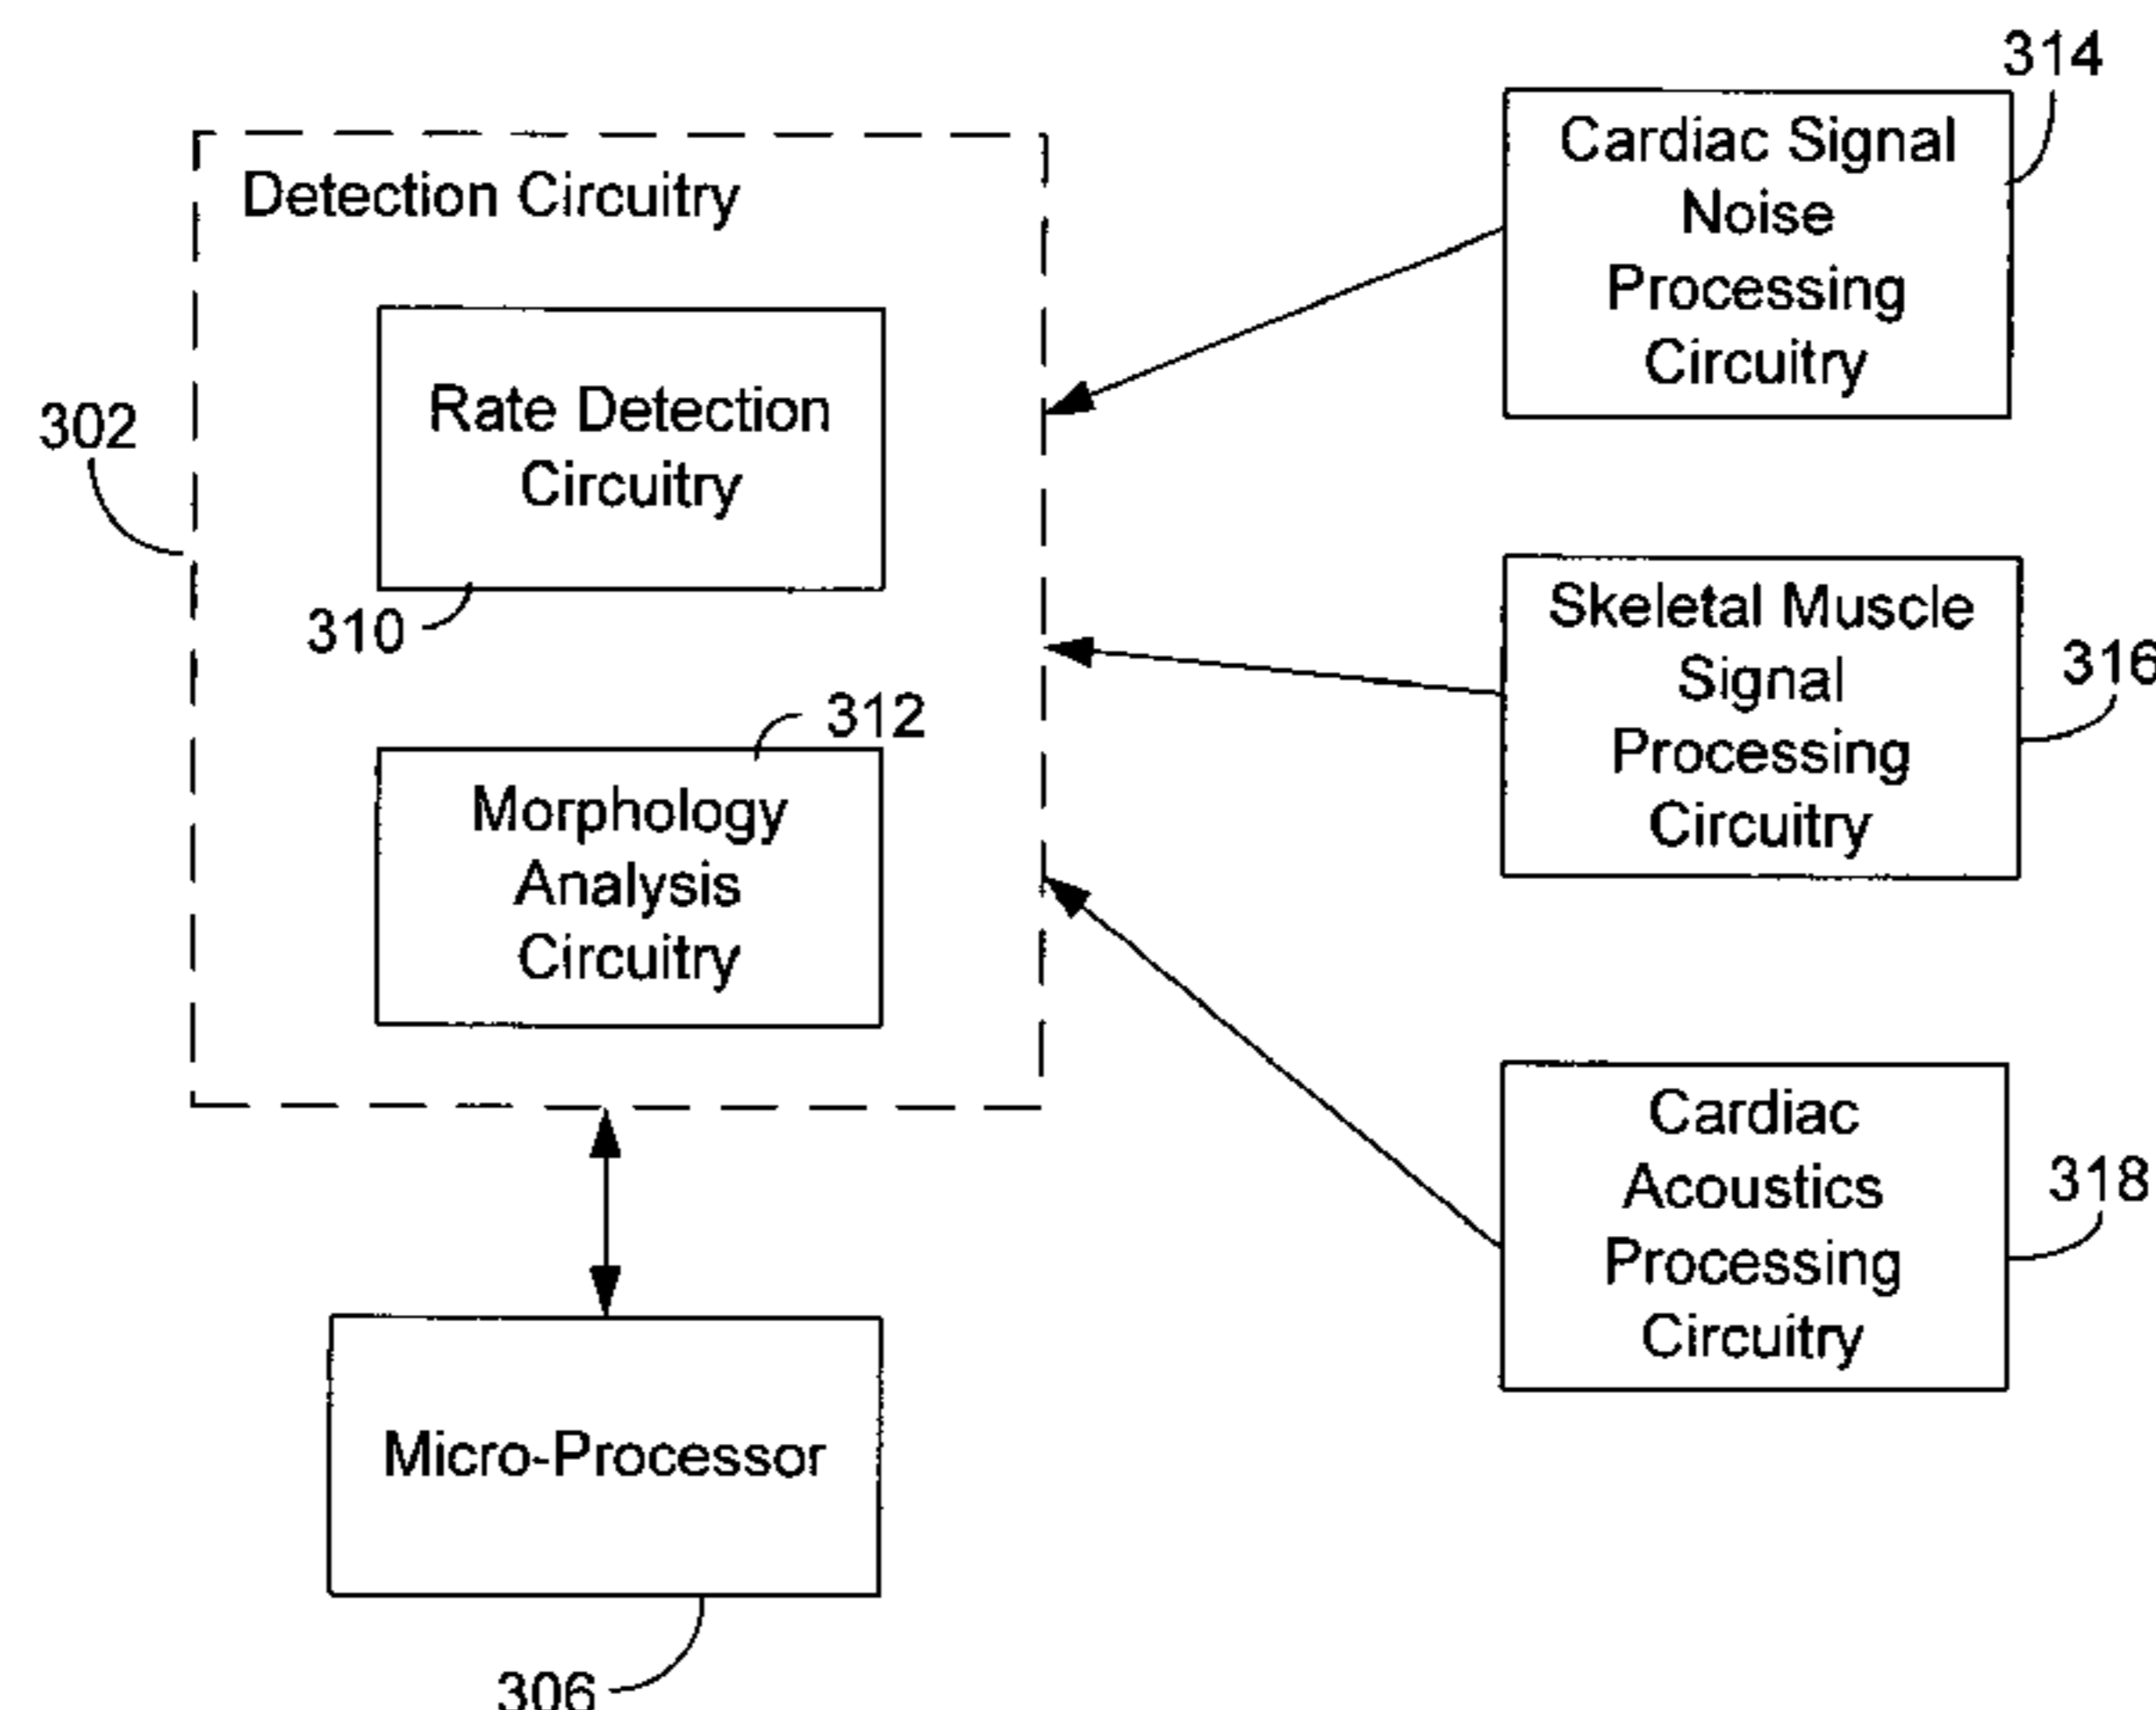 314
Cardiac Signal
Noise
Processing
Circuitry
Detection Circuitry
Rate Detection
Circuitry
302
310
Skeletal Muscle
Signal
Processing
Circuitry
316
312
Morphology
Analysis
Circuitry
Cardiac
Acoustics
Processing
Circuitry
318
Micro-Processor
306